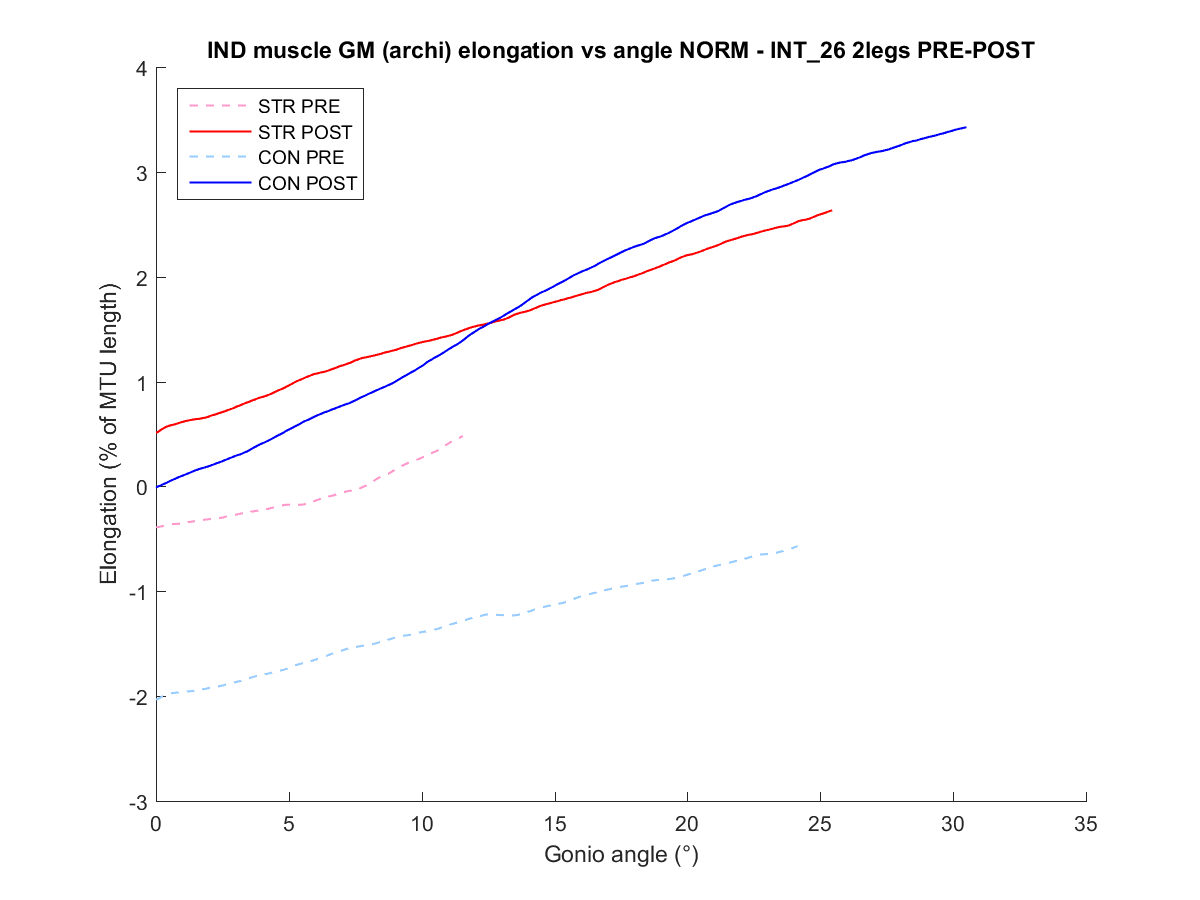 IND muscle GM (archi) elongation vs angle NORM - INT_26 2legs PRE-POST
STR PRE
STR POST
CON PRE
CON POST
Elongation (% of MTU length)
4
3
2
1
0
-1
-2
-3
0 5 10 15 20 25 30 35
Gonio angle (°)